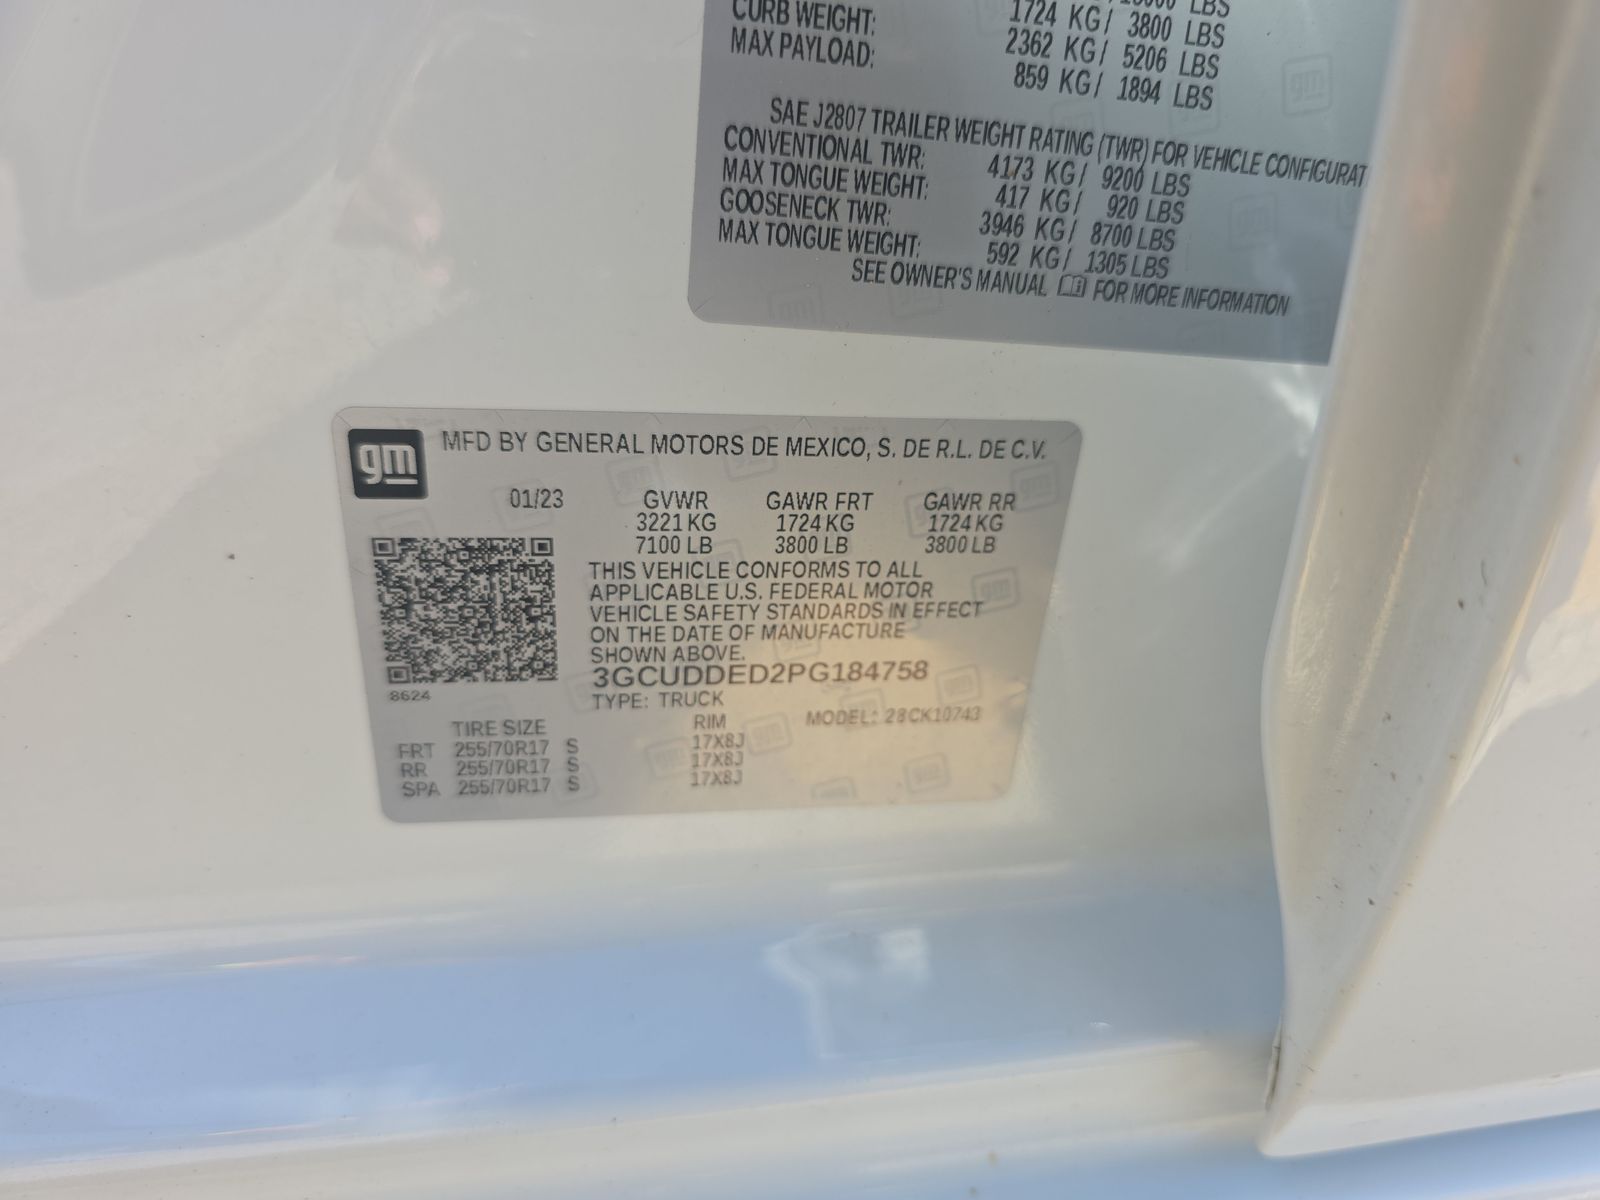 LBS
CURB WEIGHT: 1724 KG/ 3800 LBS
MAX PAYLOAD: 2362 KG/ 5206 LBS
859 KG/ 1894 LBS
SAE J2807 TRAILER WEIGHT RATING (TWR) FOR VEHICLE CONFIGURAT
CONVENTIONAL TWR: 4173 KG/ 9200 LBS
MAX TONGUE WEIGHT: 417 KG/ 920 LBS
GOOSENECK TWR: 3946 KG/ 8700 LBS
MAX TONGUE WEIGHT: 592 KG/ 1305 LBS
SEE OWNER'S MANUAL FOR MORE INFORMATION
gm MFD BY GENERAL MOTORS DE MEXICO, S. DE R.L. DE C.V.
01/23 GVWR GAWR FRT GAWR RR
3221 KG 1724 KG 1724 KG
7100 LB 3800 LB 3800 LB
THIS VEHICLE CONFORMS TO ALL
APPLICABLE U.S. FEDERAL MOTOR
VEHICLE SAFETY STANDARDS IN EFFECT
ON THE DATE OF MANUFACTURE
SHOWN ABOVE.
3GCUDDED2PG184758
8624
TYPE: TRUCK
TIRE SIZE RIM MODEL: 28CK10743
FRT 255/70R17 S 17X8J
RR 255/70R17 S 17X8J
SPA 255/70R17 S 17X8J